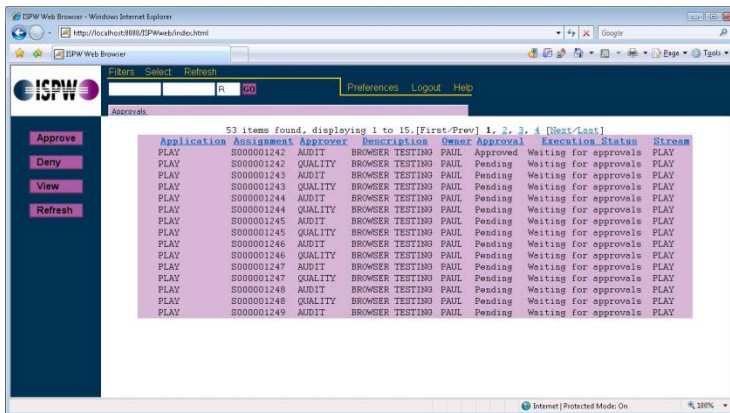 ISPW Web Browser - Windows Internet Explorer
http://localhost:8080/ISPWweb/index.html
Google
ISPW Web Browser
Page Tools
Filters Select Refresh
ISPW
R GO
Preferences Logout Help
Approvals
53 items found, displaying 1 to 15.[First/Prev] 1, 2, 3, 4 [Next/Last]
Approve
Deny
View
Refresh
Application Assignment Approver Description Owner Approval Execution Status Stream
PLAY S000001242 AUDIT BROWSER TESTING PAUL Approved Waiting for approvals PLAY
PLAY S000001242 QUALITY BROWSER TESTING PAUL Pending Waiting for approvals PLAY
PLAY S000001243 AUDIT BROWSER TESTING PAUL Pending Waiting for approvals PLAY
PLAY S000001243 QUALITY BROWSER TESTING PAUL Pending Waiting for approvals PLAY
PLAY S000001244 AUDIT BROWSER TESTING PAUL Pending Waiting for approvals PLAY
PLAY S000001244 QUALITY BROWSER TESTING PAUL Pending Waiting for approvals PLAY
PLAY S000001245 AUDIT BROWSER TESTING PAUL Pending Waiting for approvals PLAY
PLAY S000001245 QUALITY BROWSER TESTING PAUL Pending Waiting for approvals PLAY
PLAY S000001246 AUDIT BROWSER TESTING PAUL Pending Waiting for approvals PLAY
PLAY S000001246 QUALITY BROWSER TESTING PAUL Pending Waiting for approvals PLAY
PLAY S000001247 AUDIT BROWSER TESTING PAUL Pending Waiting for approvals PLAY
PLAY S000001247 QUALITY BROWSER TESTING PAUL Pending Waiting for approvals PLAY
PLAY S000001248 AUDIT BROWSER TESTING PAUL Pending Waiting for approvals PLAY
PLAY S000001248 QUALITY BROWSER TESTING PAUL Pending Waiting for approvals PLAY
PLAY S000001249 AUDIT BROWSER TESTING PAUL Pending Waiting for approvals PLAY
Internet | Protected Mode: On 100%